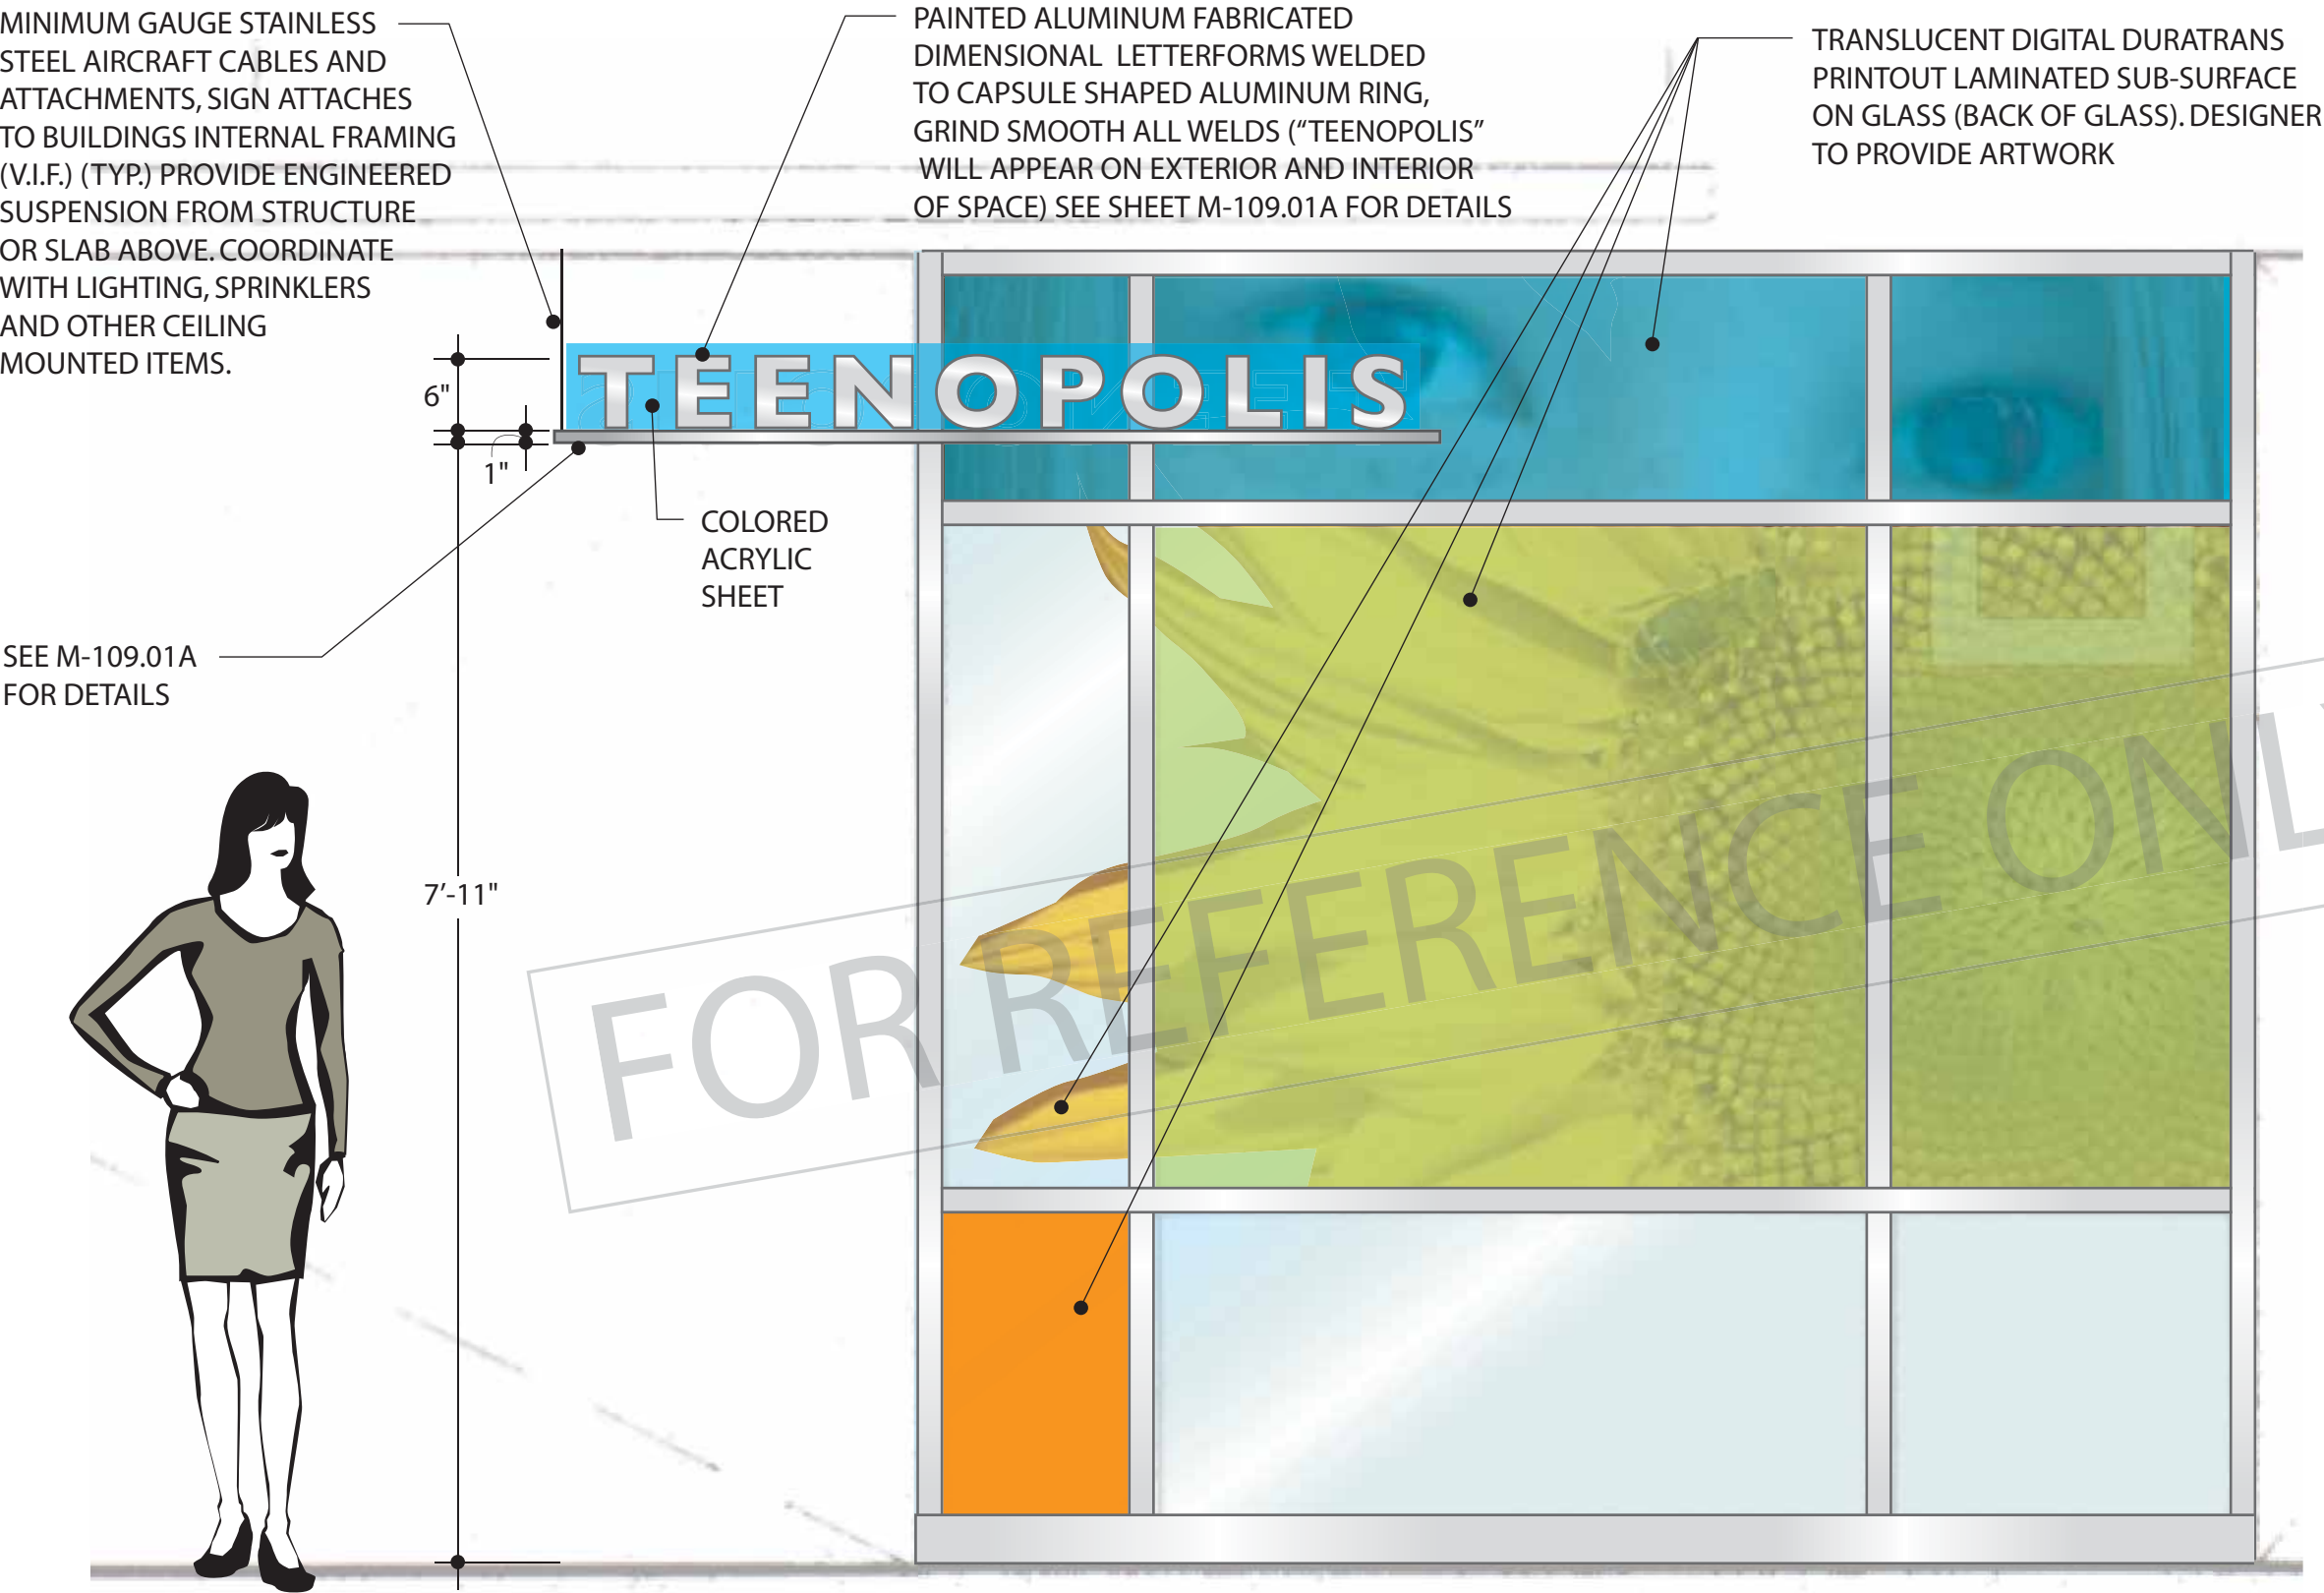 MINIMUM GAUGE STAINLESS
STEEL AIRCRAFT CABLES AND
ATTACHMENTS, SIGN ATTACHES
TO BUILDINGS INTERNAL FRAMING
(V.I.F.) (TYP.) PROVIDE ENGINEERED
SUSPENSION FROM STRUCTURE
OR SLAB ABOVE. COORDINATE
WITH LIGHTING, SPRINKLERS
AND OTHER CEILING
MOUNTED ITEMS.
PAINTED ALUMINUM FABRICATED
DIMENSIONAL LETTERFORMS WELDED
TO CAPSULE SHAPED ALUMINUM RING,
GRIND SMOOTH ALL WELDS (“TEENOPOLIS”
WILL APPEAR ON EXTERIOR AND INTERIOR
OF SPACE) SEE SHEET M-109.01A FOR DETAILS
TRANSLUCENT DIGITAL DURATRANS
PRINTOUT LAMINATED SUB-SURFACE
ON GLASS (BACK OF GLASS). DESIGNER
TO PROVIDE ARTWORK
TEENOPOLIS
6"
1"
COLORED
ACRYLIC
SHEET
SEE M-109.01A
FOR DETAILS
7’-11"
FOR REFERENCE ONL